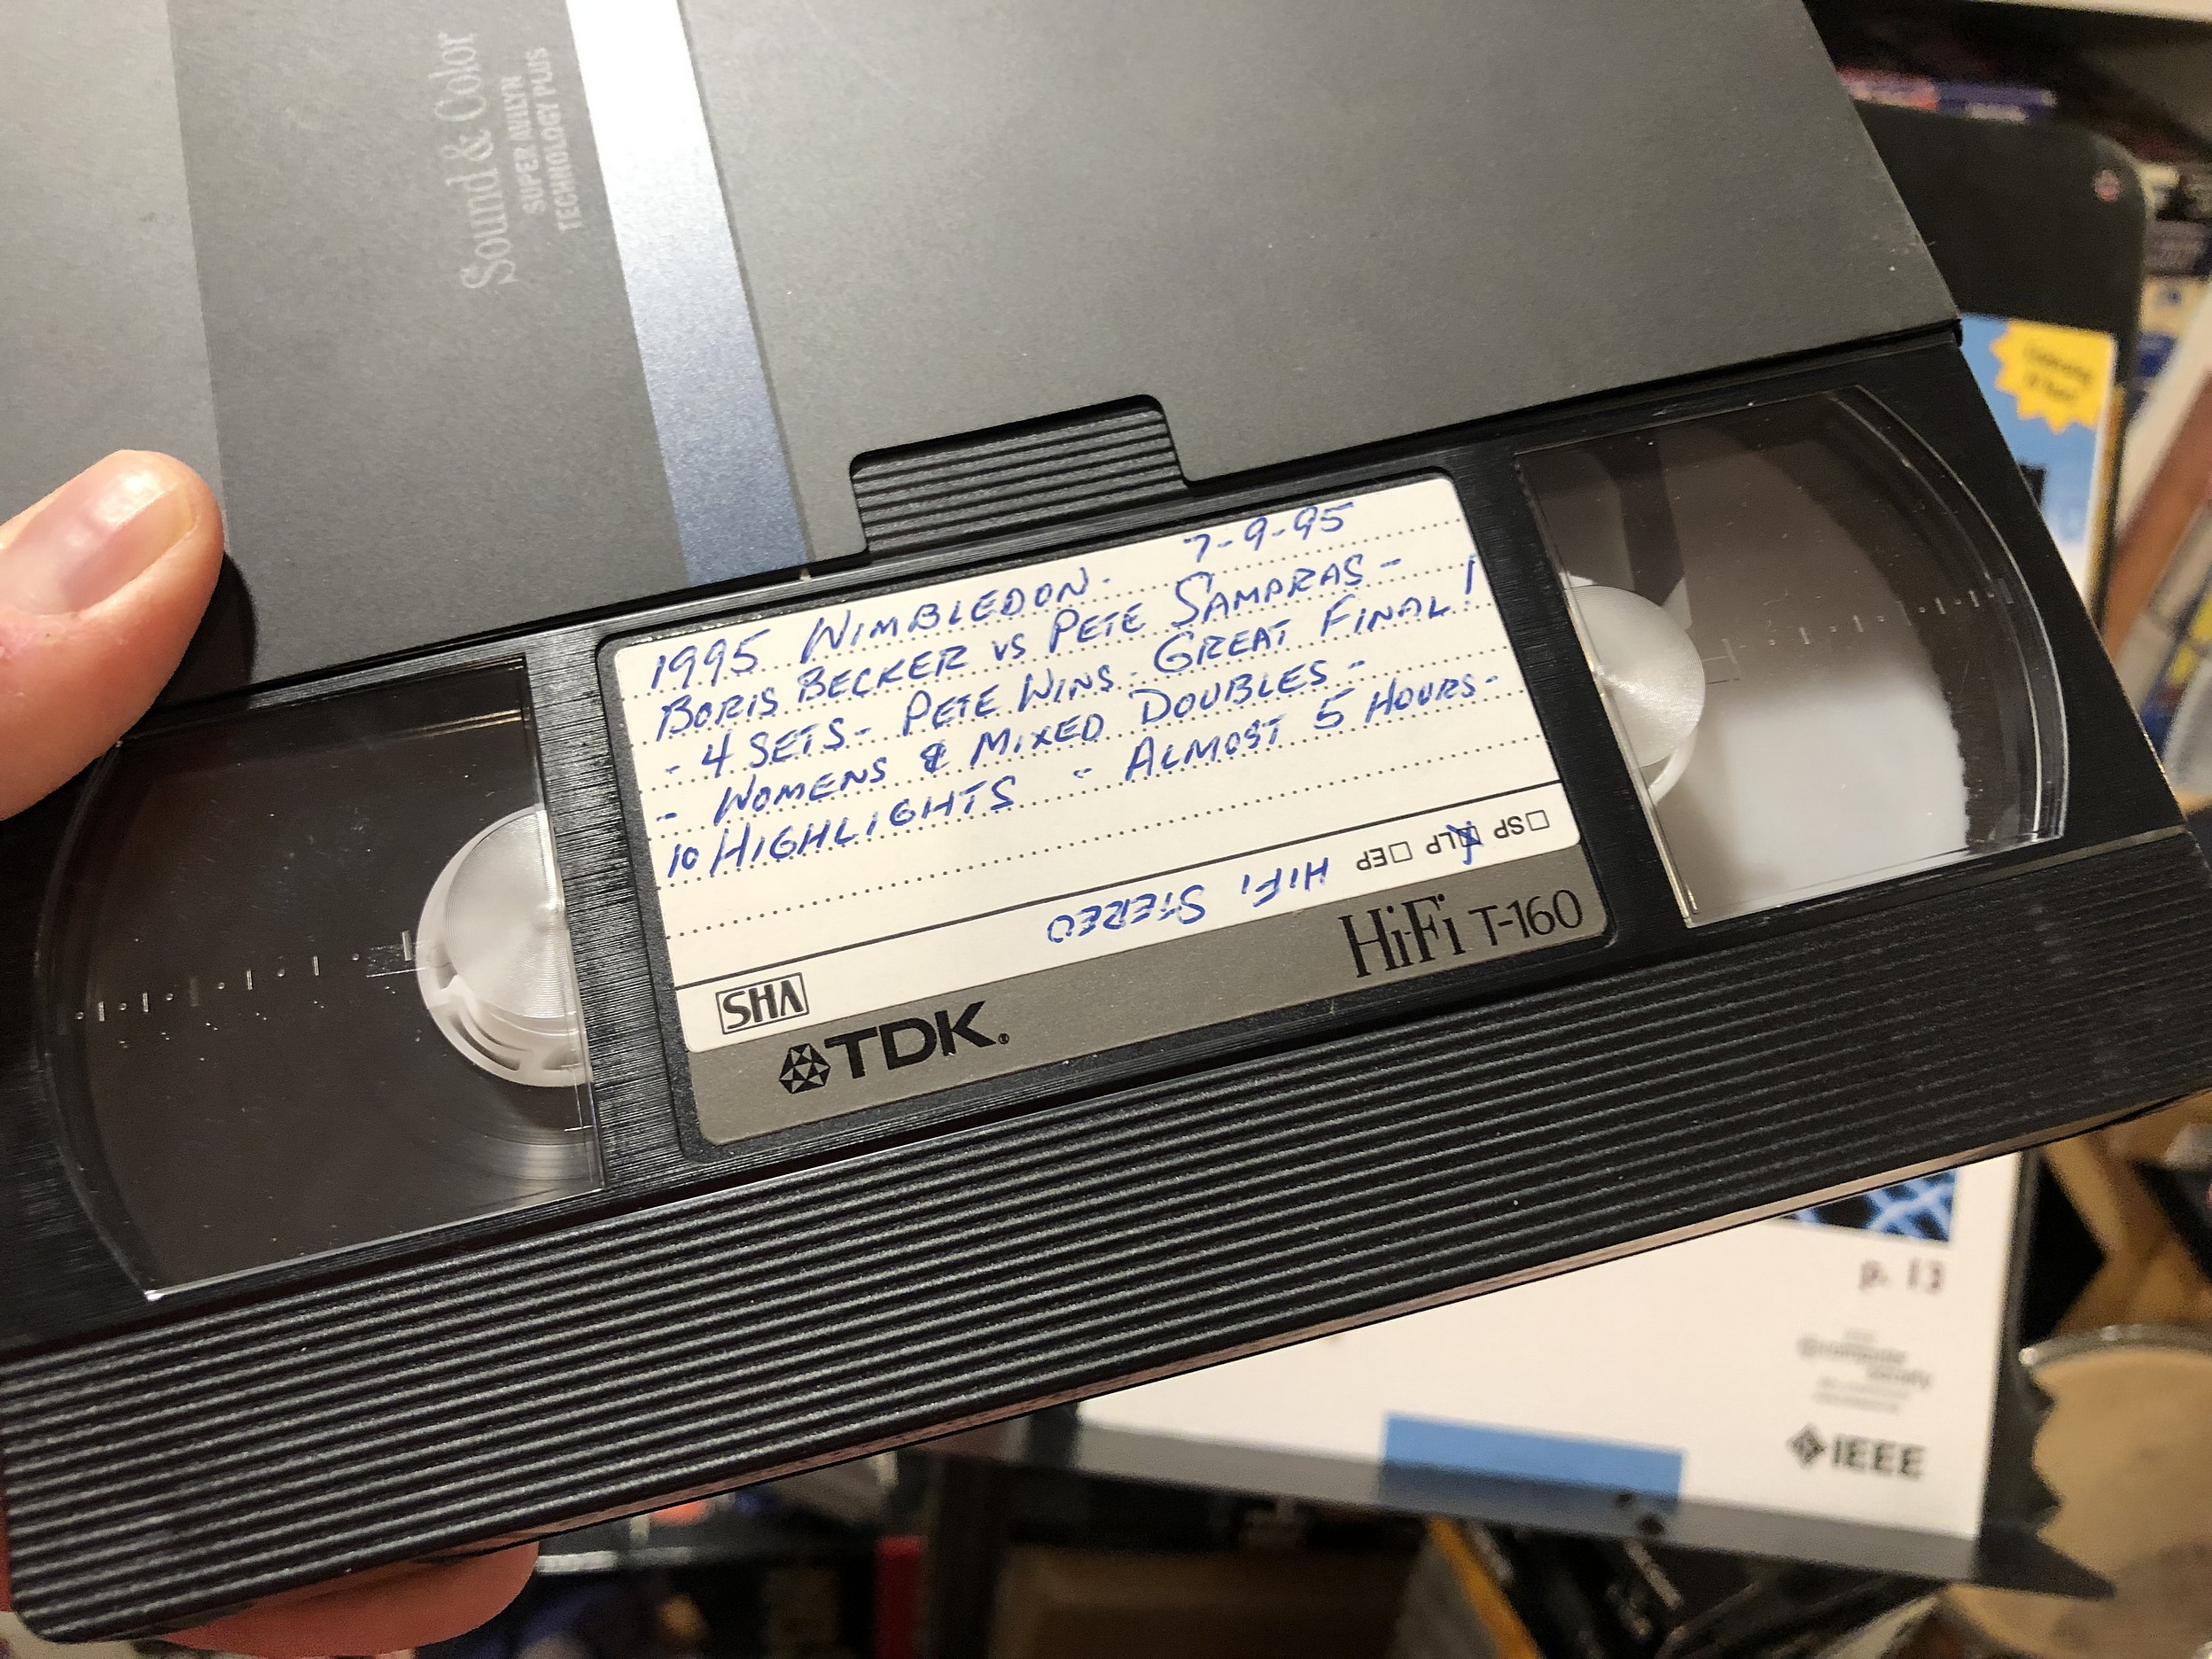 Sound & Color
SUPER AVILYN
TECHNOLOGY PLUS
1995 WIMBLEDON- 7-9-95
BORIS BECKER VS PETE SAMPRAS-
- 4 SETS- PETE WINS- GREAT FINAL!
- WOMENS & MIXED DOUBLES-
10 HIGHLIGHTS - ALMOST 5 HOURS-
□SP □LP □EP HIFI STEREO
VHS
HiFi T-160
TDK®
p. 13
IEEE